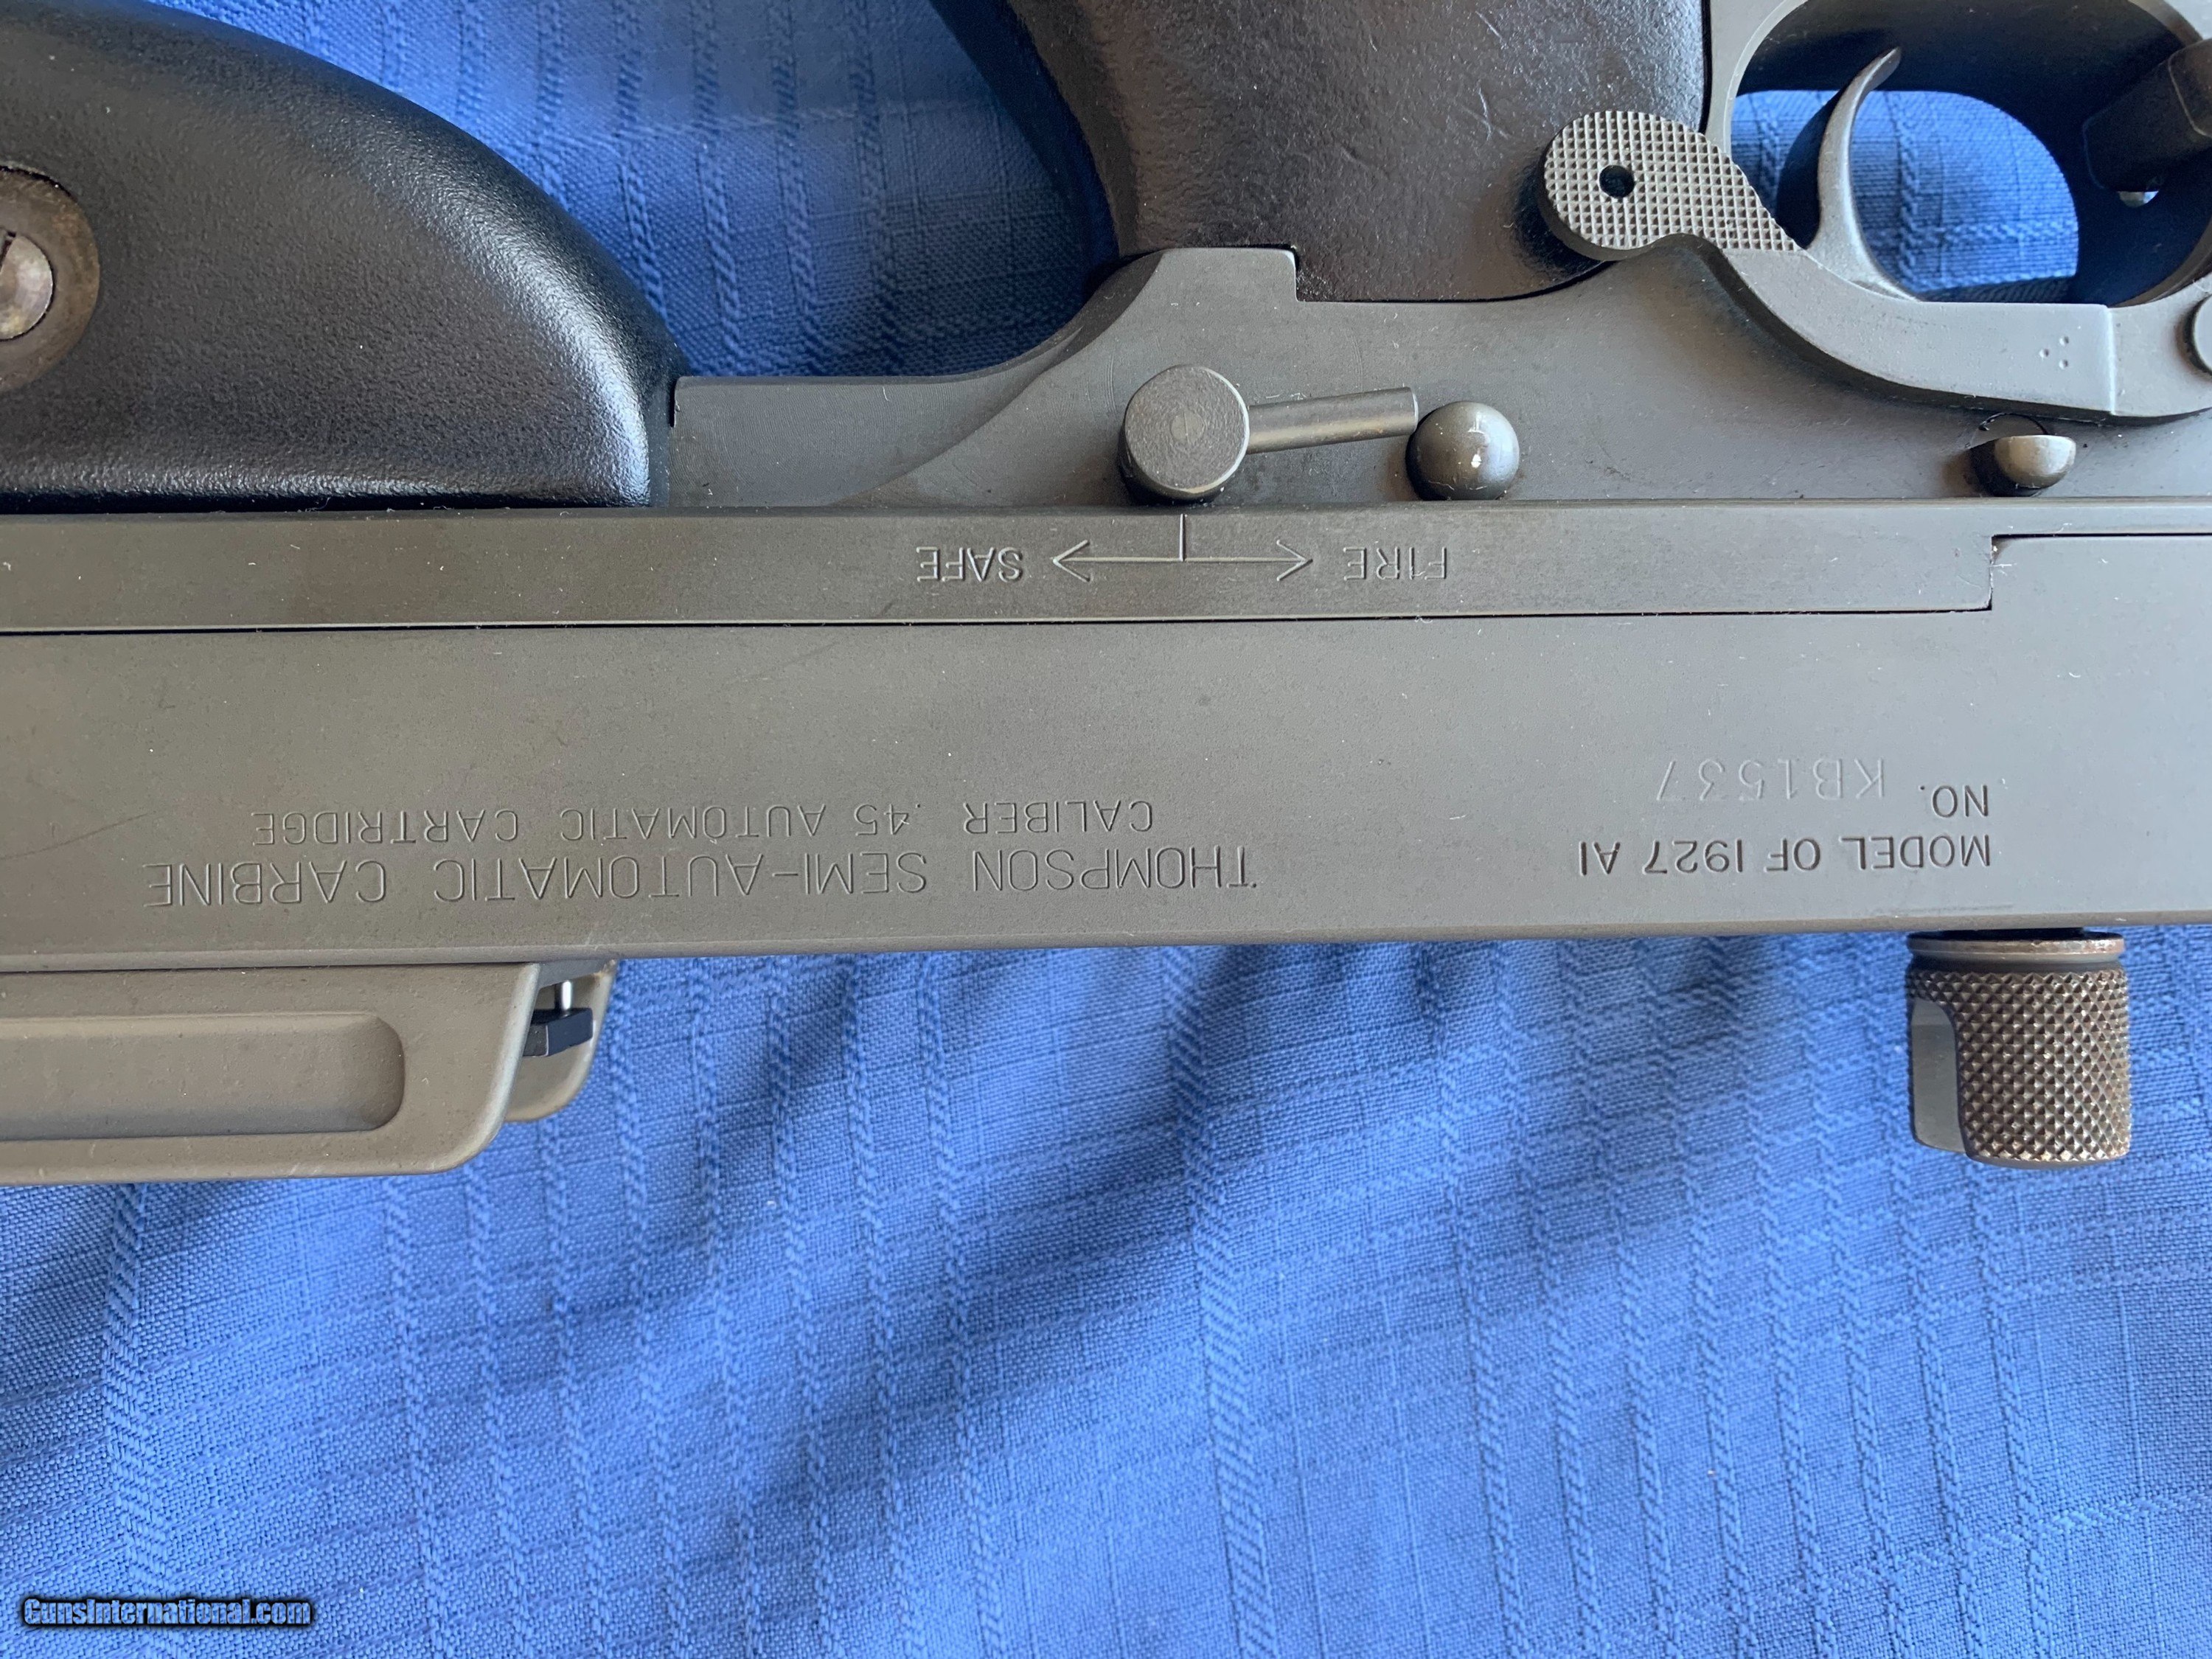 MODEL OF 1927 A1
NO. KB1537
THOMPSON SEMI-AUTOMATIC CARBINE
CALIBER .45 AUTOMATIC CARTRIDGE
FIRE SAFE
GunsInternational.com